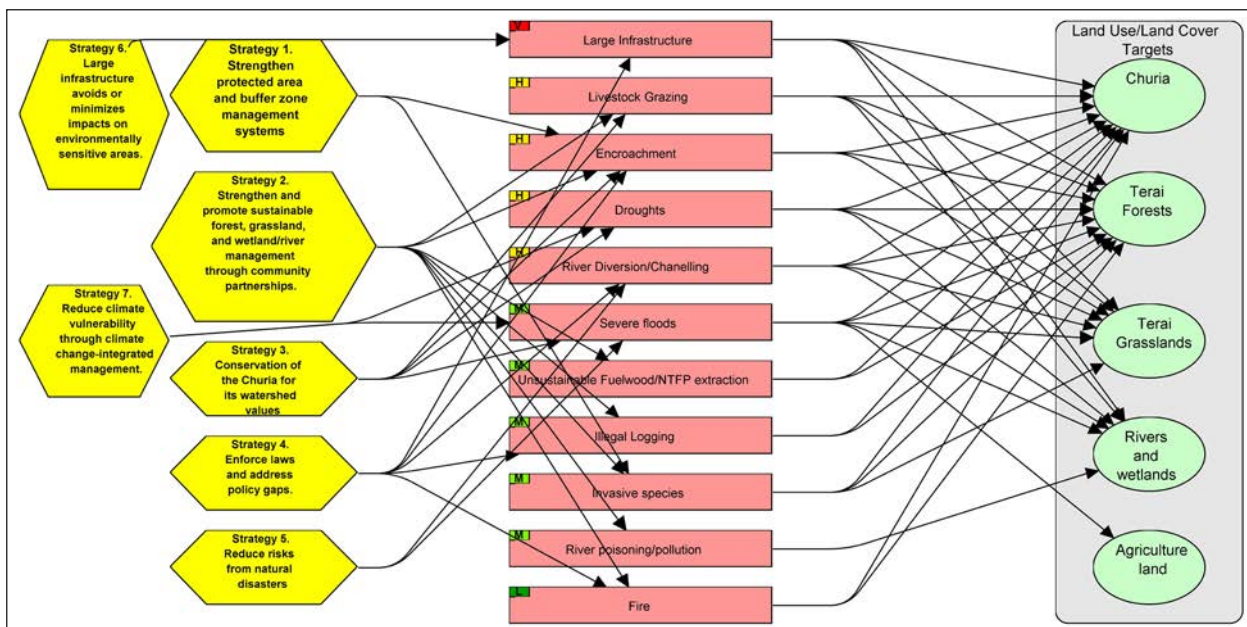 Strategy 6.
Large
infrastructure
avoids or
minimizes
impacts on
environmentally
sensitive areas.
Strategy 1.
Strengthen
protected area
and buffer zone
management
systems
Strategy 2.
Strengthen and
promote sustainable
forest, grassland,
and wetland/river
management
through community
partnerships.
Strategy 7.
Reduce climate
vulnerability
through climate
change-integrated
management.
Strategy 3.
Conservation of
the Churia for
its watershed
values
Strategy 4.
Enforce laws
and address
policy gaps.
Strategy 5.
Reduce risks
from natural
disasters
V
Large Infrastructure
H
Livestock Grazing
H
Encroachment
H
Droughts
H
River Diversion/Chanelling
M
Severe floods
M
Unsustainable Fuelwood/NTFP extraction
M
Illegal Logging
M
Invasive species
M
River poisoning/pollution
L
Fire
Land Use/Land Cover
Targets
Churia
Terai
Forests
Terai
Grasslands
Rivers
and
wetlands
Agriculture
land